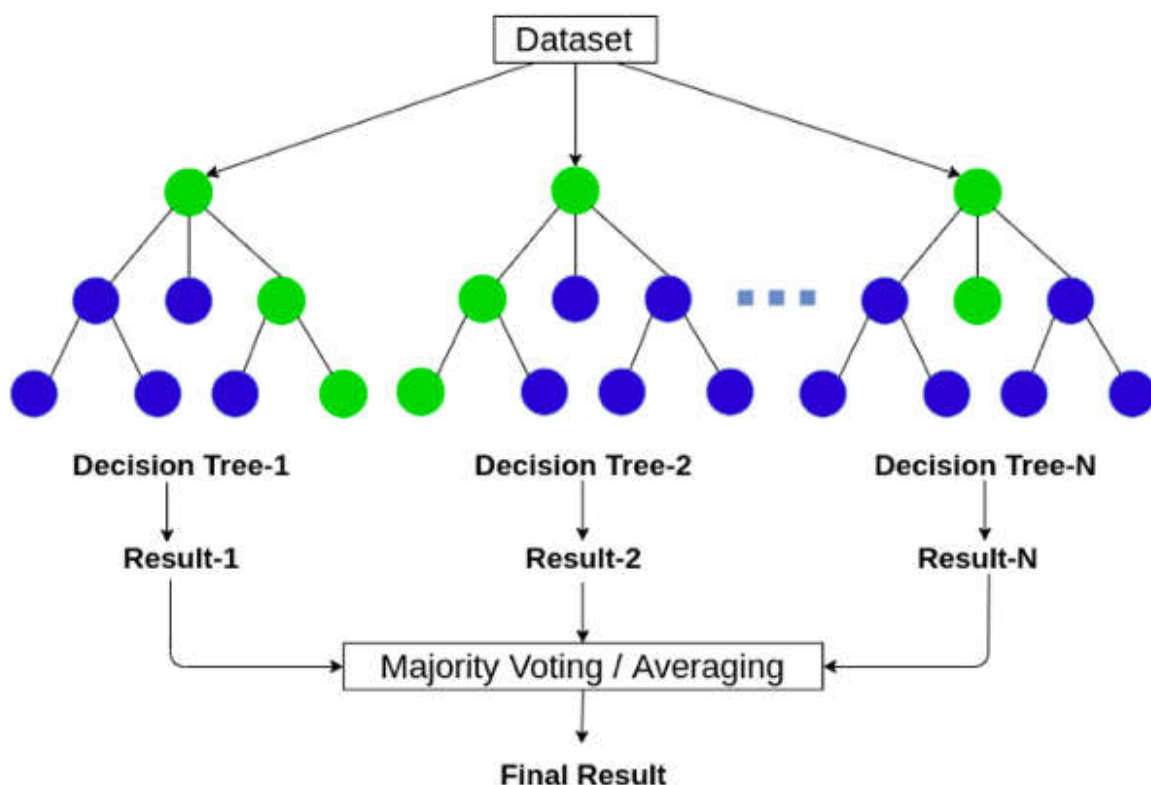 Dataset
Decision Tree-1
Decision Tree-2
Decision Tree-N
Result-1
Result-2
Result-N
Majority Voting / Averaging
Final Result